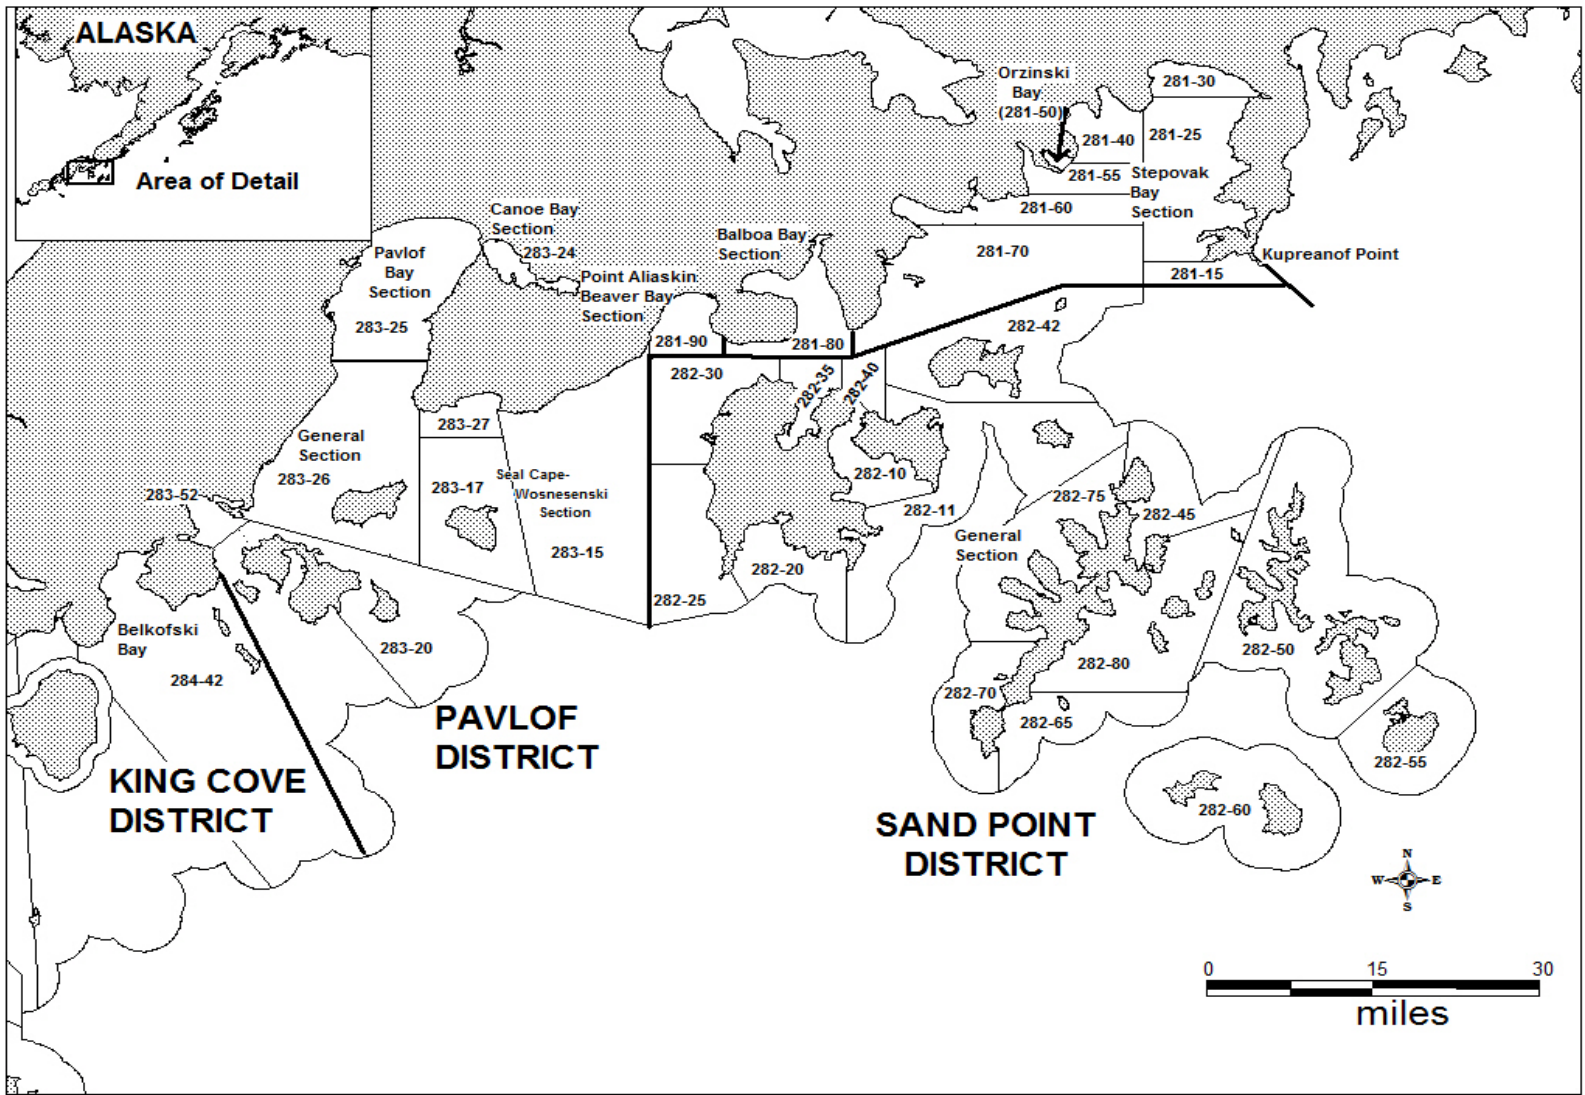 ALASKA
Area of Detail
Orzinski
Bay
(281-50)
281-30
281-40
281-25
281-55
Stepovak
Bay
Section
281-60
Canoe Bay
Section
283-24
Balboa Bay
Section
281-70
Kupreanof Point
281-15
Pavlof
Bay
Section
283-25
Point Aliaskin
Beaver Bay
Section
281-90
281-80
282-42
282-30
282-35
282-40
283-27
General
Section
283-26
283-52
283-17
Seal Cape-
Wosnesenski
Section
283-15
282-10
282-11
282-75
282-45
General
Section
282-20
282-25
Belkofski
Bay
284-42
283-20
282-80
282-50
282-70
282-65
282-55
282-60
PAVLOF
DISTRICT
KING COVE
DISTRICT
SAND POINT
DISTRICT
N
W E
S
0 15 30
miles